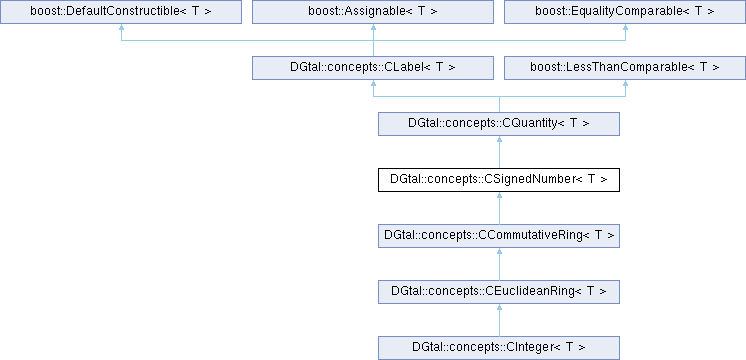 boost::DefaultConstructible< T >
boost::Assignable< T >
boost::EqualityComparable< T >
DGtal::concepts::CLabel< T >
boost::LessThanComparable< T >
DGtal::concepts::CQuantity< T >
DGtal::concepts::CSignedNumber< T >
DGtal::concepts::CCommutativeRing< T >
DGtal::concepts::CEuclideanRing< T >
DGtal::concepts::CInteger< T >